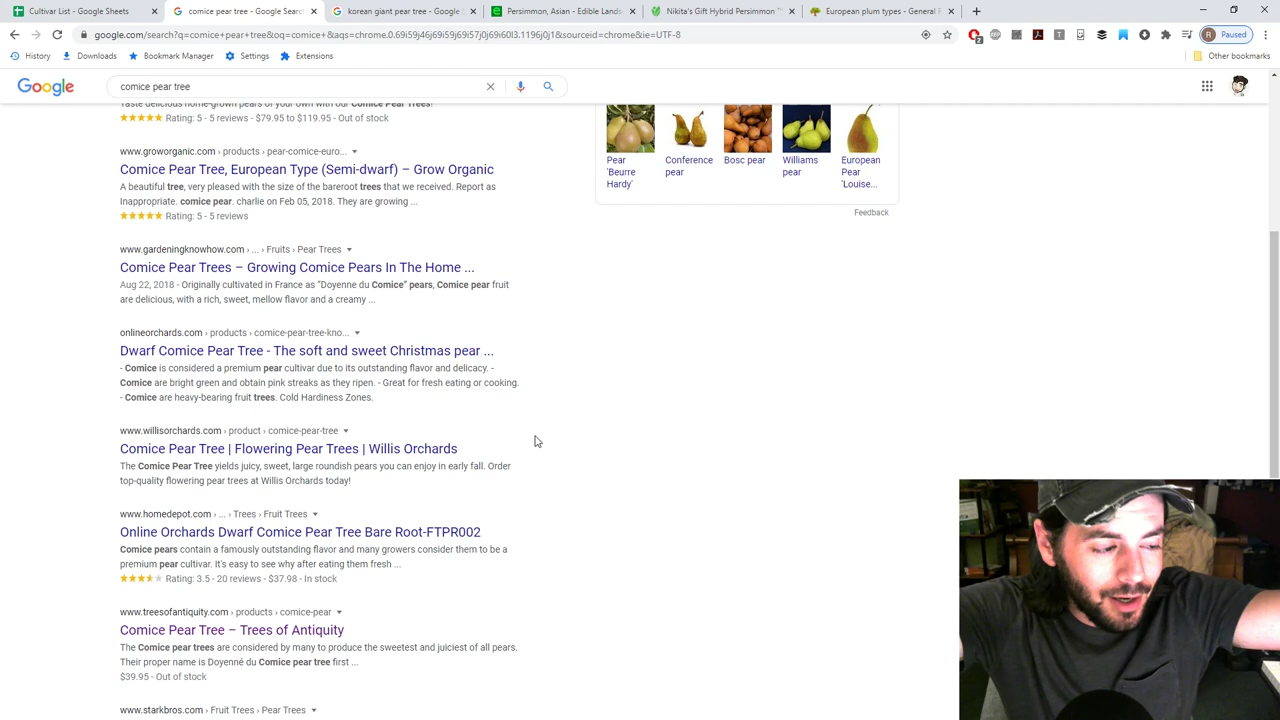 Cultivar List - Google Sheets
comice pear tree - Google Search
korean giant pear tree - Google S
Persimmon, Asian - Edible Lands
Nikita's Gift Hybrid Persimmon
European plum types - General F
google.com/search?q=comice+pear+tree&oq=comice+&aqs=chrome.0.69i59j46j69i59j69i57j0j69i60l3.1196j0j1&sourceid=chrome&ie=UTF-8
2
R Paused
History
Downloads
Bookmark Manager
Settings
Extensions
Other bookmarks
Google
comice pear tree
Taste delicious home-grown pears of your own with our Comice Pear Trees!
Rating: 5 - 5 reviews - $79.95 to $119.95 - Out of stock
www.groworganic.com › products › pear-comice-euro...
Comice Pear Tree, European Type (Semi-dwarf) – Grow Organic
A beautiful tree, very pleased with the size of the bareroot trees that we received. Report as
Inappropriate. comice pear. charlie on Feb 05, 2018. They are growing ...
Rating: 5 - 5 reviews
www.gardeningknowhow.com › ... › Fruits › Pear Trees
Comice Pear Trees – Growing Comice Pears In The Home ...
Aug 22, 2018 - Originally cultivated in France as “Doyenne du Comice” pears, Comice pear fruit
are delicious, with a rich, sweet, mellow flavor and a creamy ...
onlineorchards.com › products › comice-pear-tree-kno...
Dwarf Comice Pear Tree - The soft and sweet Christmas pear ...
- Comice is considered a premium pear cultivar due to its outstanding flavor and delicacy. -
Comice are bright green and obtain pink streaks as they ripen. - Great for fresh eating or cooking.
- Comice are heavy-bearing fruit trees. Cold Hardiness Zones.
www.willisorchards.com › product › comice-pear-tree
Comice Pear Tree | Flowering Pear Trees | Willis Orchards
The Comice Pear Tree yields juicy, sweet, large roundish pears you can enjoy in early fall. Order
top-quality flowering pear trees at Willis Orchards today!
www.homedepot.com › ... › Trees › Fruit Trees
Online Orchards Dwarf Comice Pear Tree Bare Root-FTPR002
Comice pears contain a famously outstanding flavor and many growers consider them to be a
premium pear cultivar. It's easy to see why after eating them fresh ...
Rating: 3.5 - 20 reviews - $37.98 - In stock
www.treesofantiquity.com › products › comice-pear
Comice Pear Tree – Trees of Antiquity
The Comice pear trees are considered by many to produce the sweetest and juiciest of all pears.
Their proper name is Doyenné du Comice pear tree first ...
$39.95 - Out of stock
www.starkbros.com › Fruit Trees › Pear Trees
Pear 'Beurre Hardy'
Conference pear
Bosc pear
Williams pear
European Pear 'Louise...
Feedback